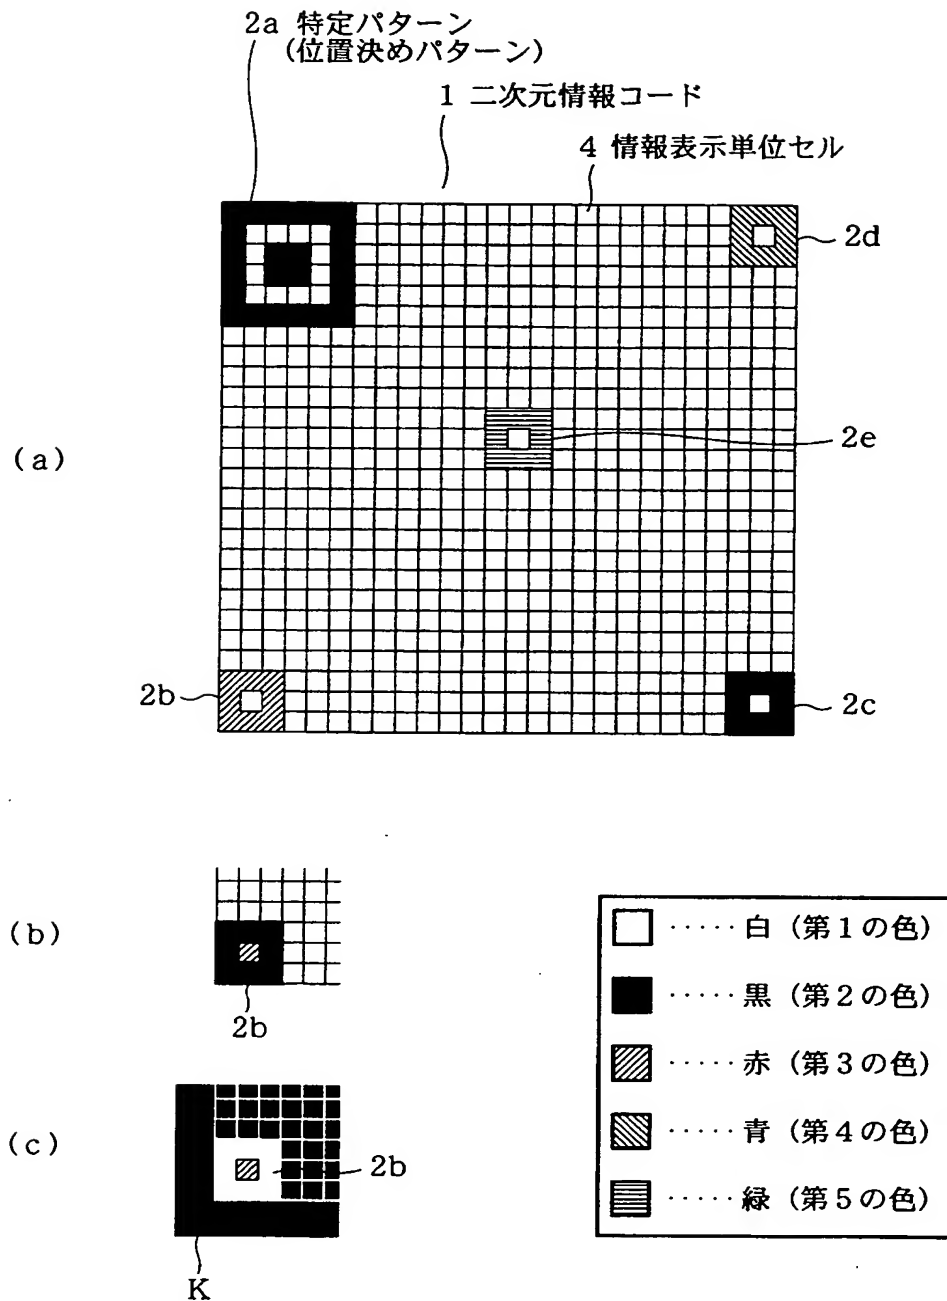 2a 特定パターン
(位置決めパターン)
1 二次元情報コード
4 情報表示単位セル
2d
(a)
2e
2b
2c
(b)
2b
(c)
2b
K
····· 白 (第1の色)
····· 黒 (第2の色)
····· 赤 (第3の色)
····· 青 (第4の色)
····· 緑 (第5の色)